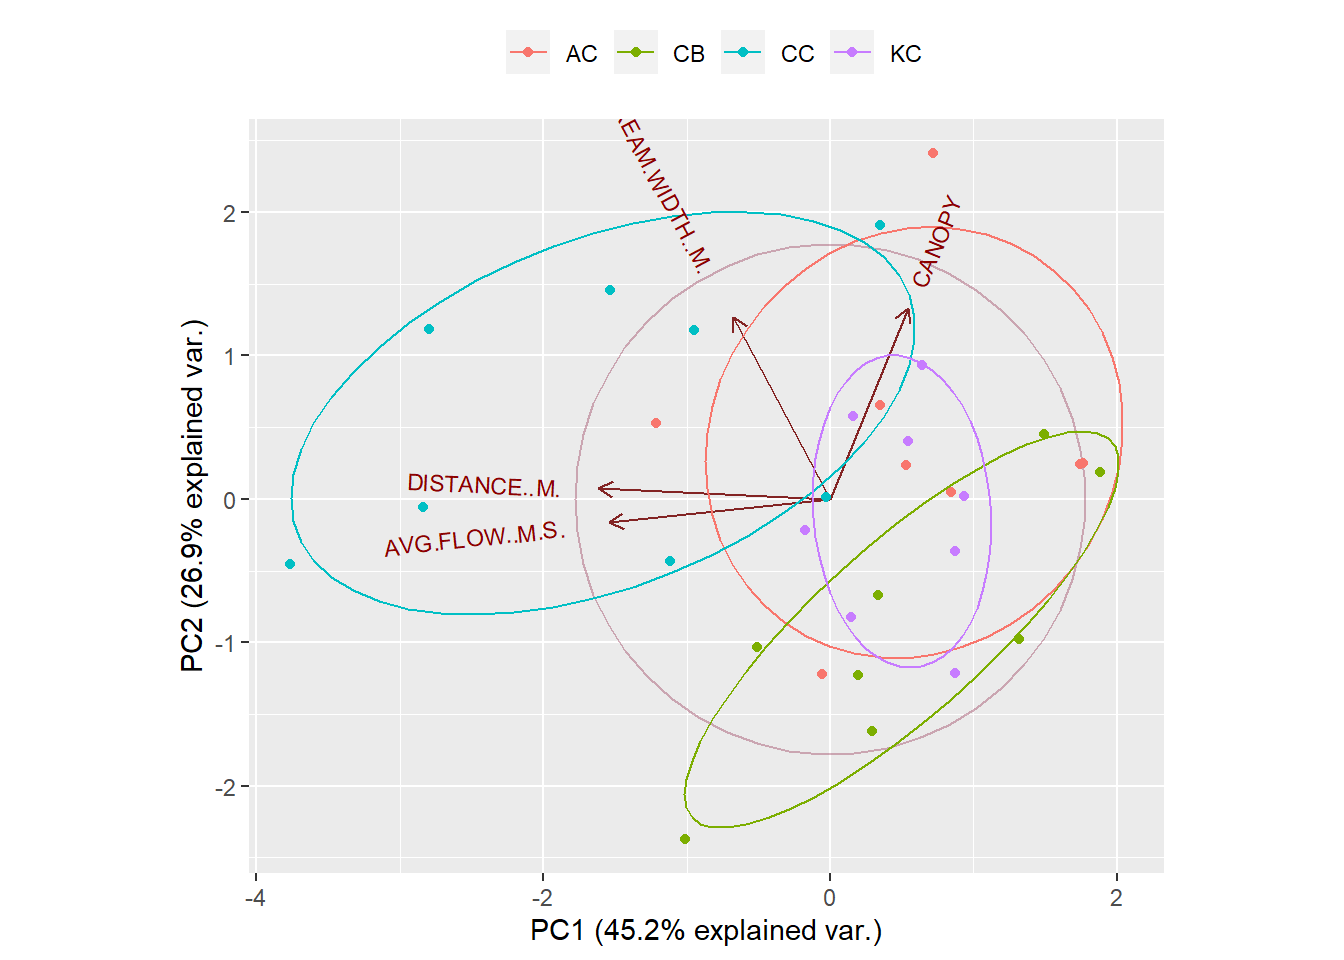 AC CB CC KC
EAM.WIDTH..M.
CANOPY
DISTANCE..M.
AVG.FLOW..M.S.
2
1
0
-1
-2
PC2 (26.9% explained var.)
-4 -2 0 2
PC1 (45.2% explained var.)